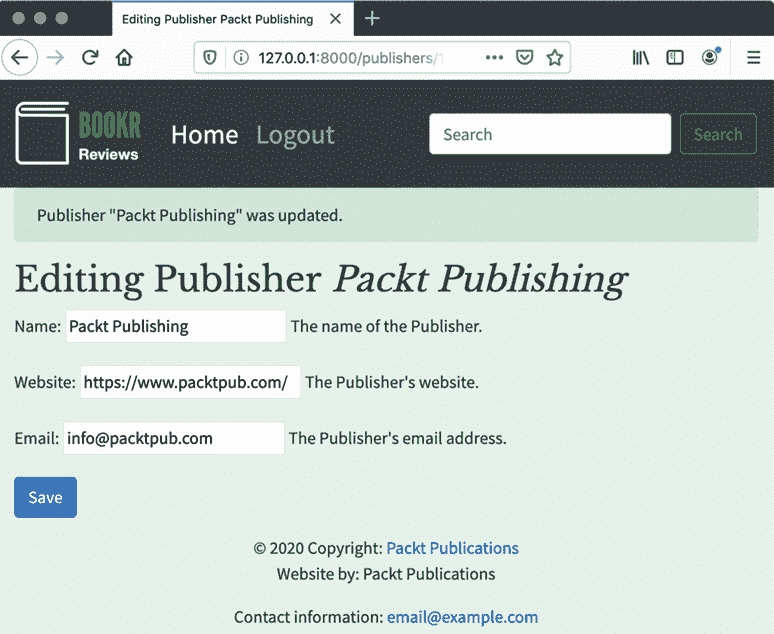 Editing Publisher Packt Publishing
127.0.0.1:8000/publishers/1
BOOKR
Reviews
Home Logout
Search Search
Publisher "Packt Publishing" was updated.
Editing Publisher Packt Publishing
Name: Packt Publishing The name of the Publisher.
Website: https://www.packtpub.com/ The Publisher's website.
Email: info@packtpub.com The Publisher's email address.
Save
© 2020 Copyright: Packt Publications
Website by: Packt Publications
Contact information: email@example.com